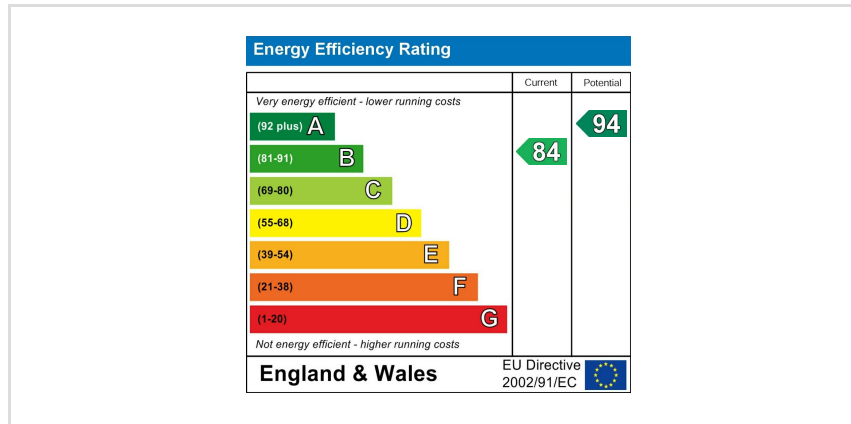 Energy Efficiency Rating
Current Potential
Very energy efficient - lower running costs
(92 plus) A
94
(81-91) B
84
(69-80) C
(55-68) D
(39-54) E
(21-38) F
(1-20) G
Not energy efficient - higher running costs
England & Wales
EU Directive
2002/91/EC